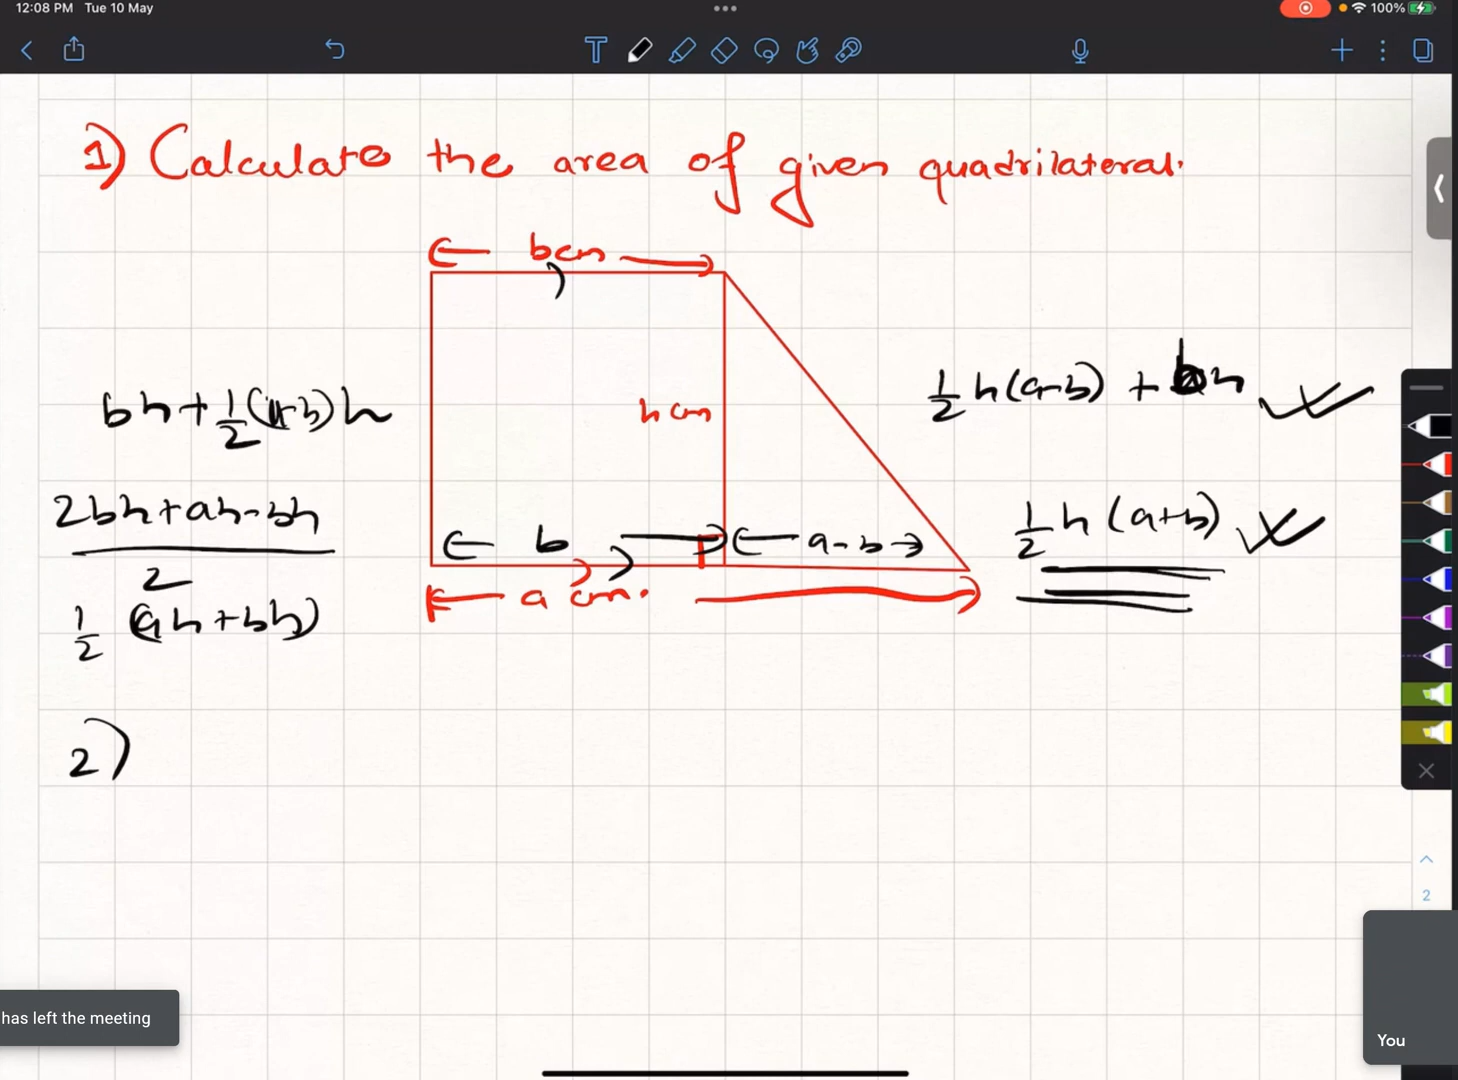 12:08 PM Tue 10 May
100%
1) Calculate the area of given quadrilateral.
b cm
bh + 1/2 (a-b) h
h cm
1/2 h (a-b) + bh
2bh + ah - bh
2
b
a - b
1/2 h (a+b)
a cm.
1/2 (ah + bh)
2)
2
has left the meeting
You